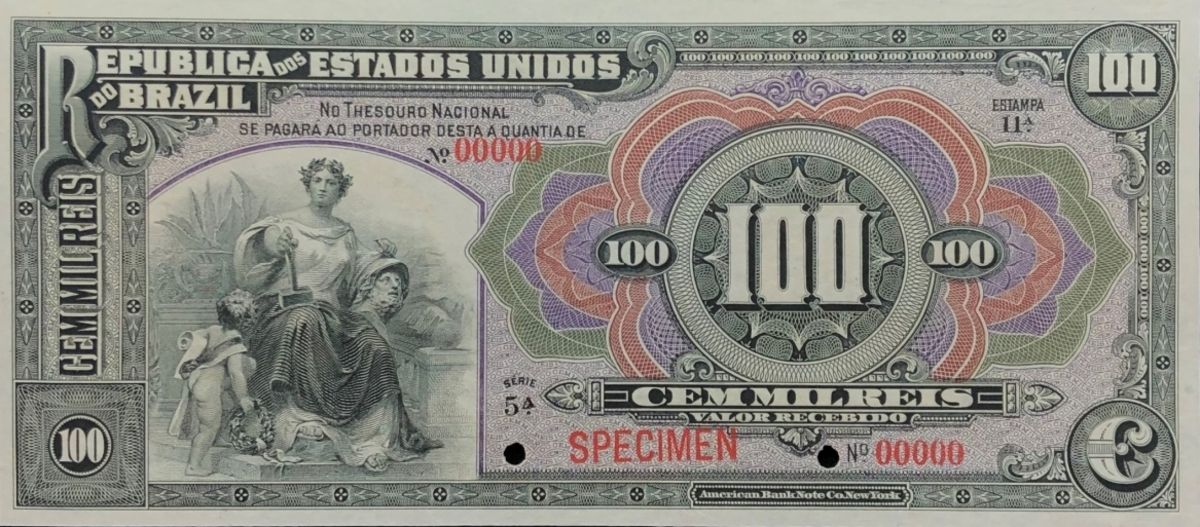 REPUBLICA DOS ESTADOS UNIDOS
DO BRAZIL
100 100 100 100 100 100 100 100 100 100 100 100
100
NO THESOURO NACIONAL
SE PAGARÁ AO PORTADOR DESTA A QUANTIA DE
Nº 00000
ESTAMPA
11ª
CEM MIL REIS
100
100
100
SÉRIE
5ª
CEM MIL REIS
VALOR RECEBIDO
SPECIMEN
Nº 00000
100
American Bank Note Co. New York